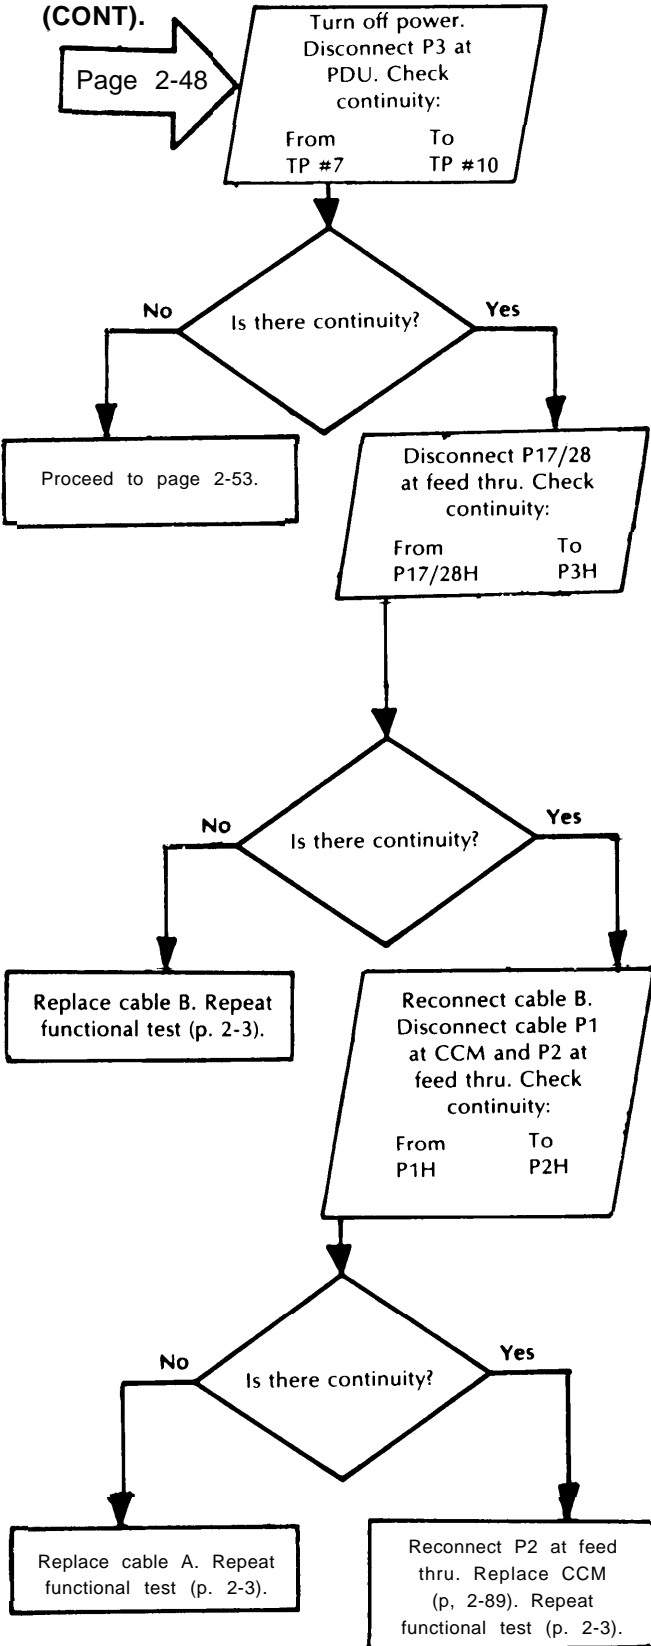 (CONT).
Page 2-48
Turn off power.
Disconnect P3 at
PDU. Check
continuity:
From To
TP #7 TP #10
Is there continuity?
No
Yes
Proceed to page 2-53.
Disconnect P17/28
at feed thru. Check
continuity:
From To
P17/28H P3H
Is there continuity?
No
Yes
Replace cable B. Repeat
functional test (p. 2-3).
Reconnect cable B.
Disconnect cable P1
at CCM and P2 at
feed thru. Check
continuity:
From To
P1H P2H
Is there continuity?
No
Yes
Replace cable A. Repeat
functional test (p. 2-3).
Reconnect P2 at feed
thru. Replace CCM
(p, 2-89). Repeat
functional test (p. 2-3).